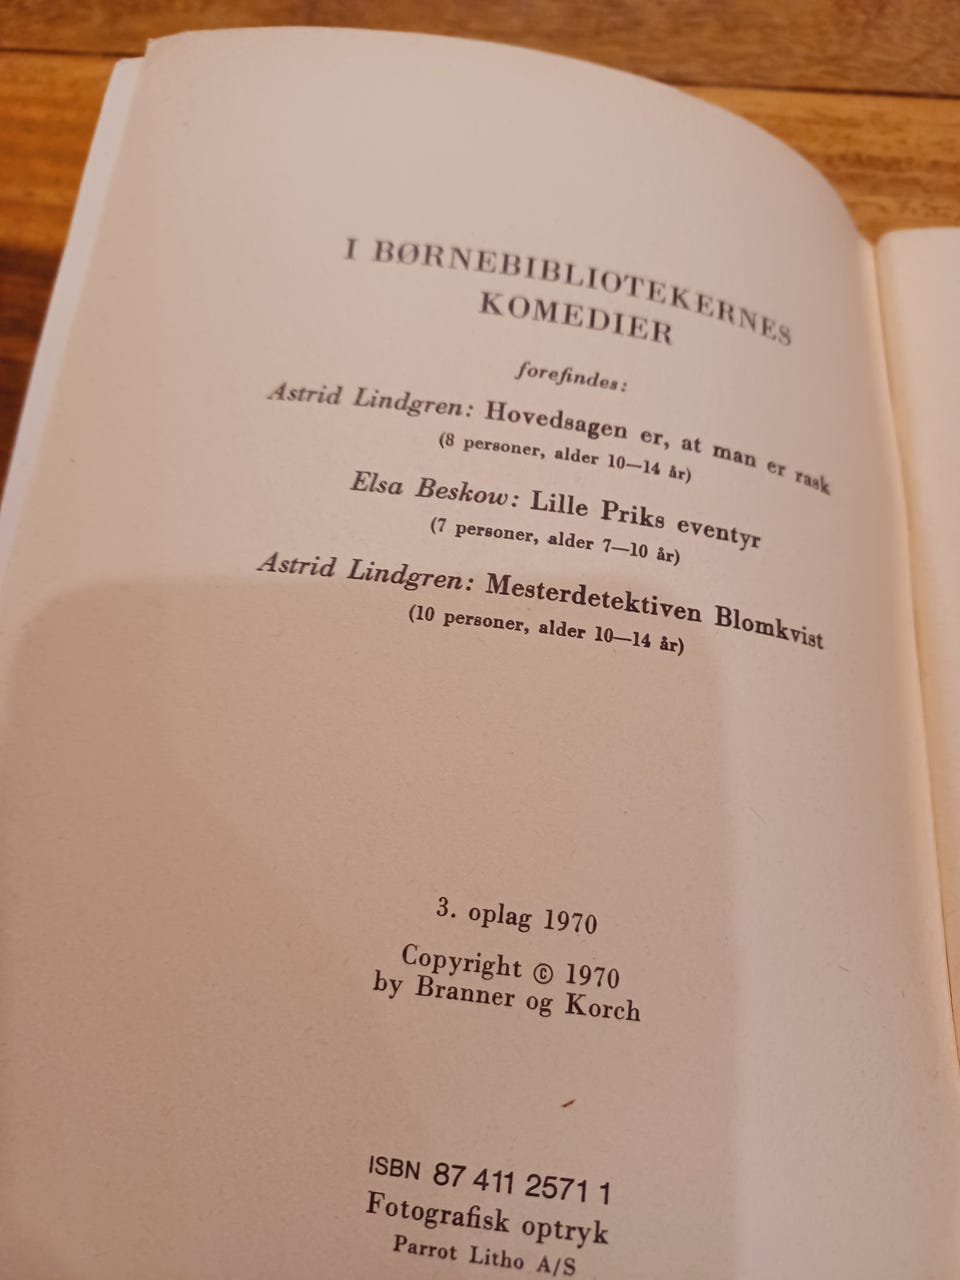 I BØRNEBIBLIOTEKERNES
KOMEDIER
forefindes:
Astrid Lindgren: Hovedsagen er, at man er rask
(8 personer, alder 10—14 år)
Elsa Beskow: Lille Priks eventyr
(7 personer, alder 7—10 år)
Astrid Lindgren: Mesterdetektiven Blomkvist
(10 personer, alder 10—14 år)
3. oplag 1970
Copyright © 1970
by Branner og Korch
ISBN 87 411 2571 1
Fotografisk optryk
Parrot Litho A/S